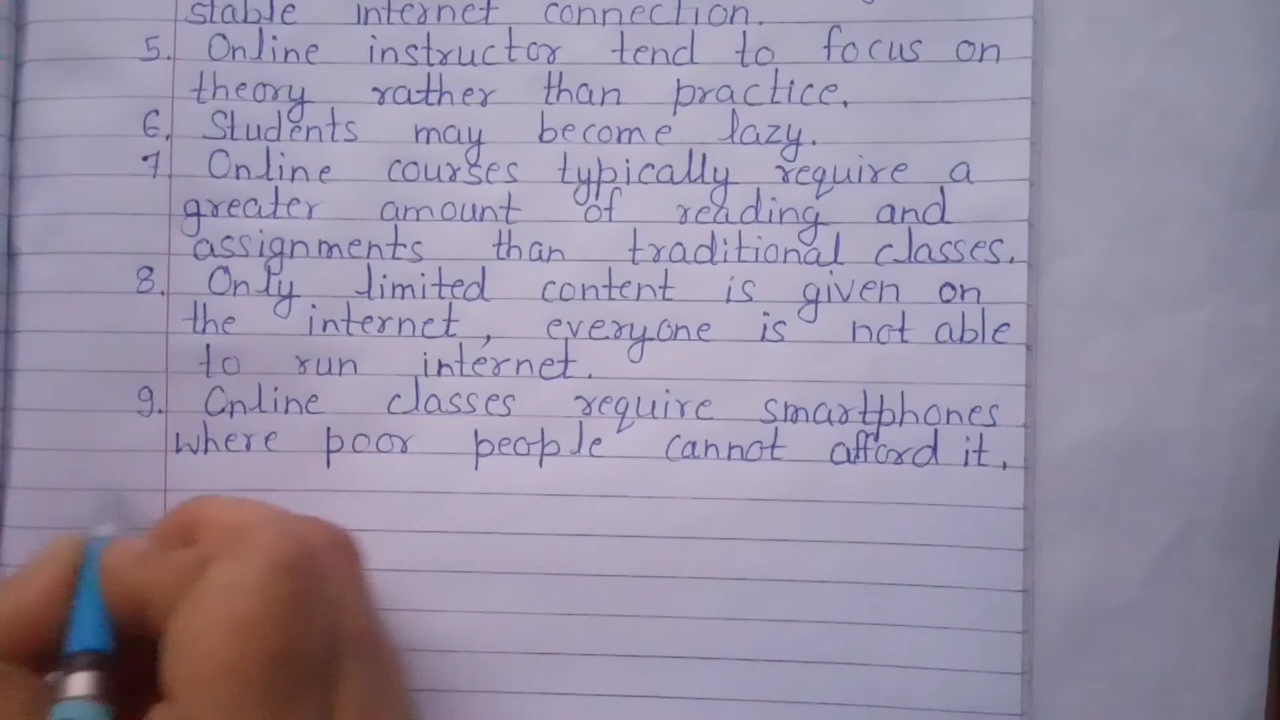 stable internet connection.
5. Online instructor tend to focus on
theory rather than practice.
6. Students may become lazy.
7 Online courses typically require a
greater amount of reading and
assignments than traditional classes.
8. Only limited content is given on
the internet, everyone is not able
to run internet.
9. Online classes require smartphones
where poor people cannot afford it.